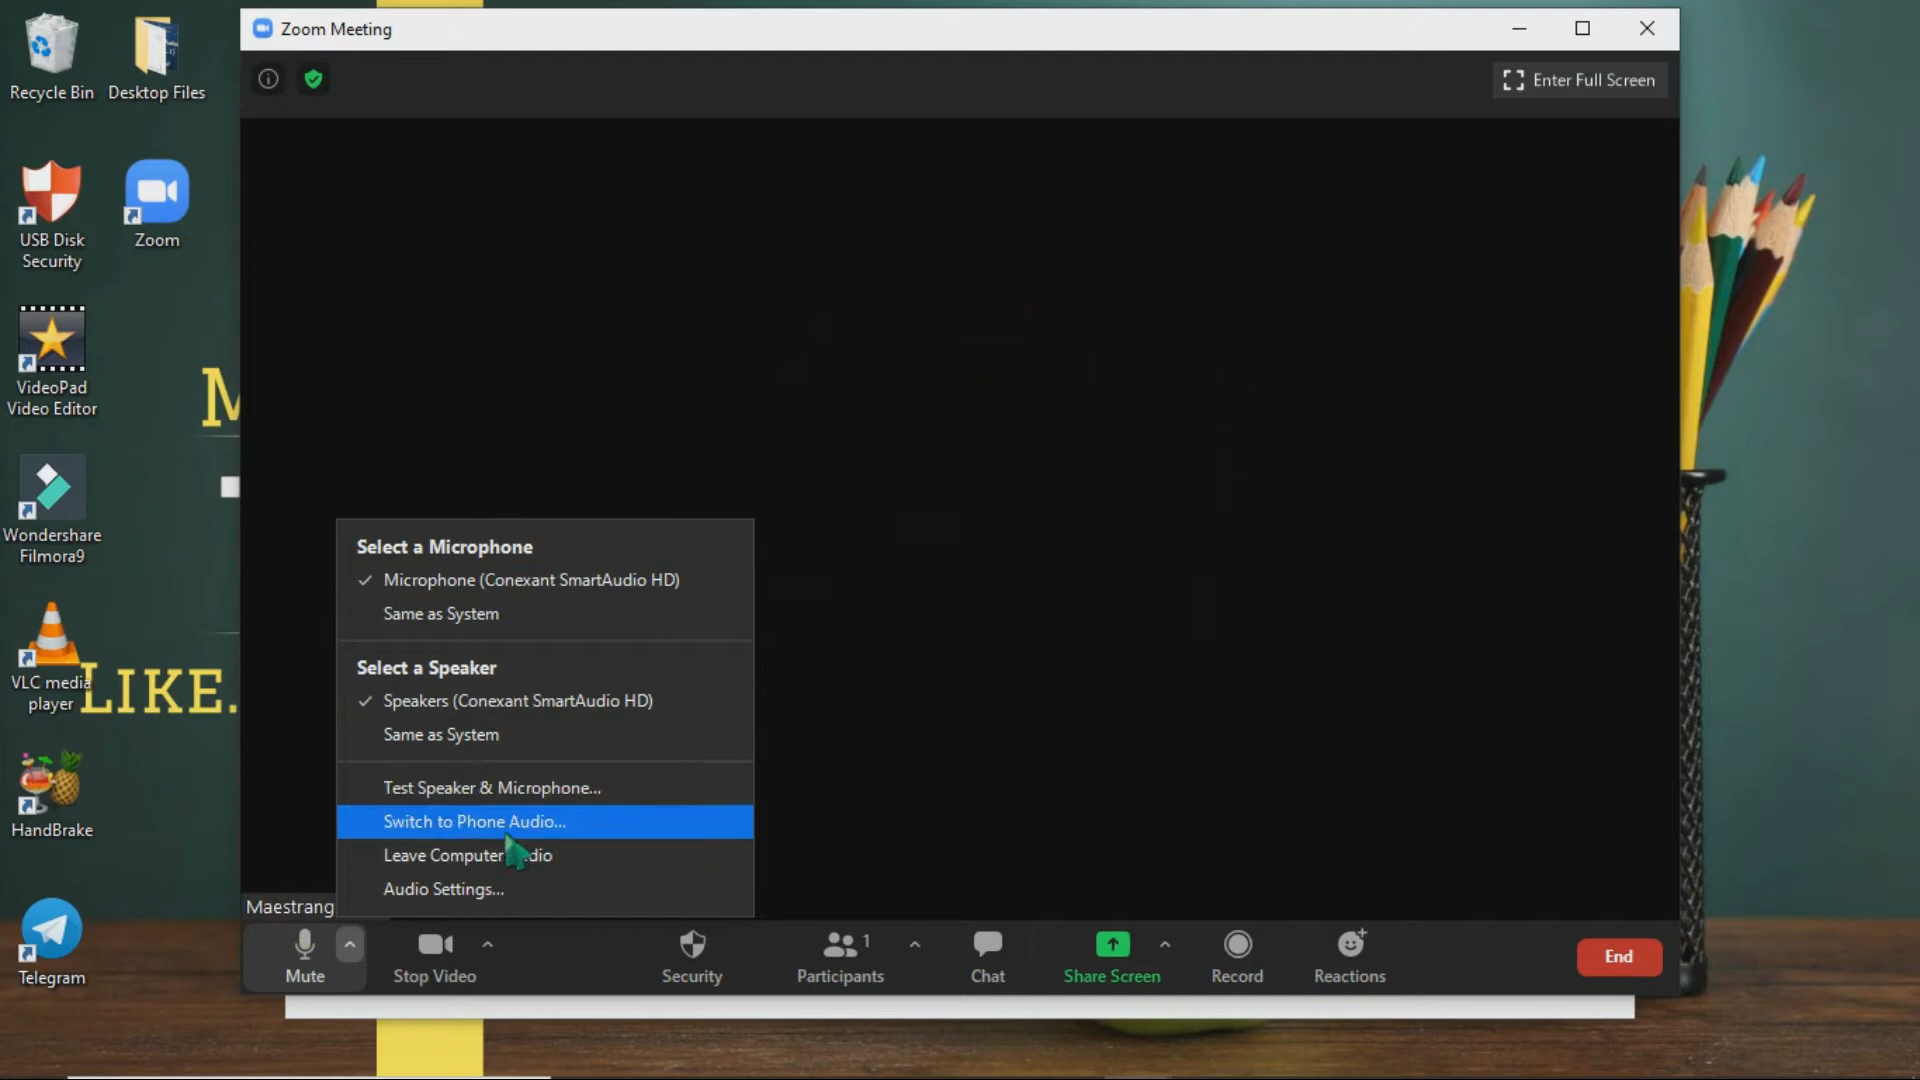 Zoom Meeting
Enter Full Screen
Recycle Bin
Desktop Files
USB Disk
Security
Zoom
VideoPad
Video Editor
Wondershare
Filmora9
VLC media
player
LIKE.
HandBrake
Telegram
Select a Microphone
Microphone (Conexant SmartAudio HD)
Same as System
Select a Speaker
Speakers (Conexant SmartAudio HD)
Same as System
Test Speaker & Microphone...
Switch to Phone Audio...
Leave Computer
Audio Settings...
Maestrang
Mute
Stop Video
Security
1
Participants
Chat
Share Screen
Record
Reactions
End